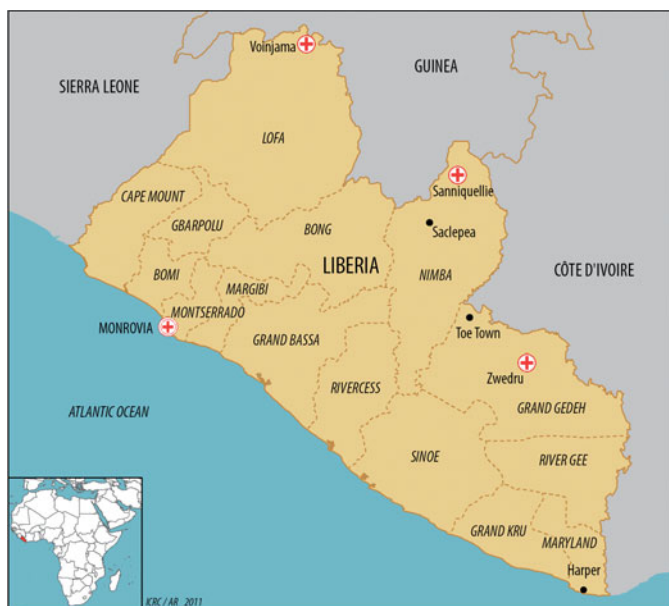 Voinjama
SIERRA LEONE
GUINEA
LOFA
CAPE MOUNT
Sanniquellie
GBARPOLU
Saclepea
BONG
LIBERIA
CÔTE D'IVOIRE
BOMI
NIMBA
MARGIBI
MONTSERRADO
MONROVIA
Toe Town
GRAND BASSA
Zwedru
RIVERCESS
GRAND GEDEH
ATLANTIC OCEAN
SINOE
RIVER GEE
GRAND KRU
MARYLAND
Harper
ICRC / AR 2011